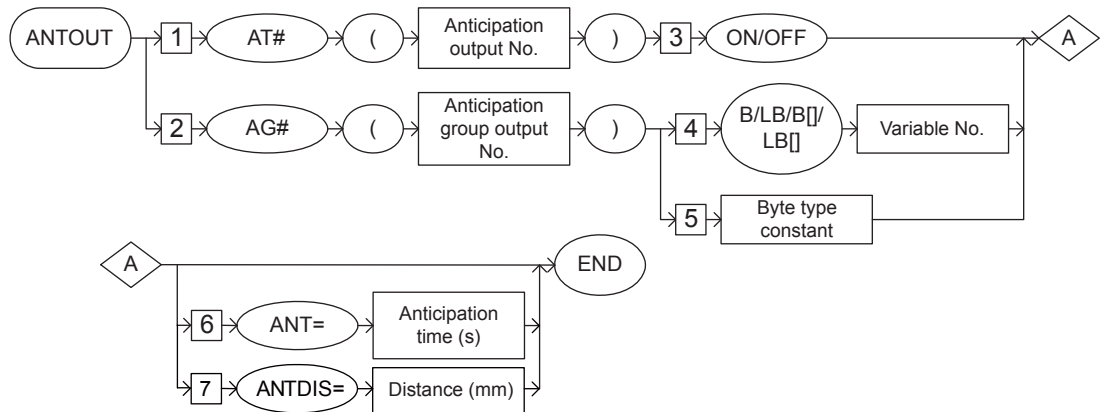 ANTOUT
1
AT#
(
Anticipation
output No.
)
3
ON/OFF
A
2
AG#
(
Anticipation
group output
No.
)
4
B/LB/B[]/
LB[]
Variable No.
5
Byte type
constant
A
END
6
ANT=
Anticipation
time (s)
7
ANTDIS=
Distance (mm)